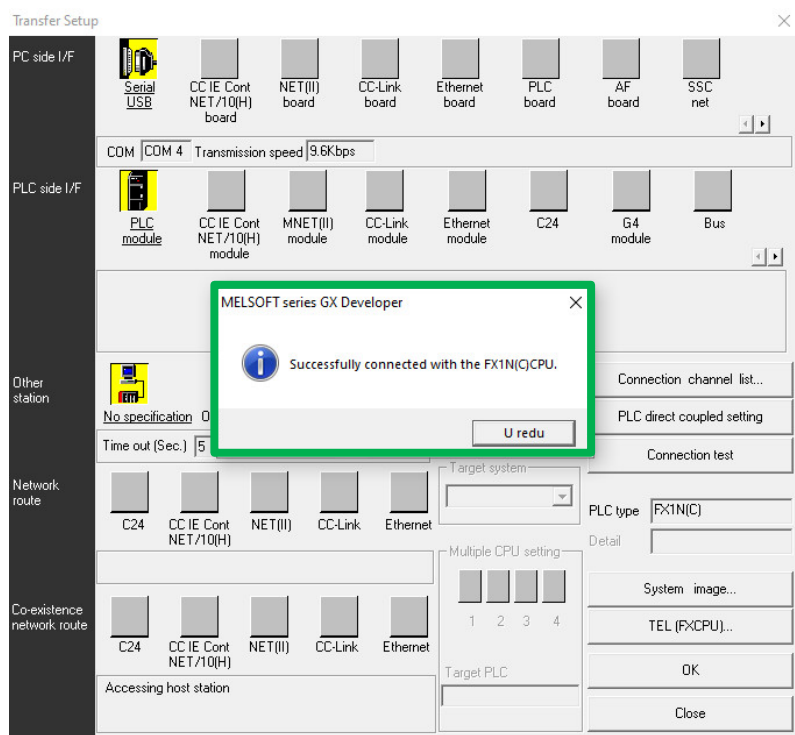 Transfer Setup
PC side I/F
Serial
USB
CC IE Cont
NET/10(H)
board
NET(II)
board
CC-Link
board
Ethernet
board
PLC
board
AF
board
SSC
net
COM COM 4 Transmission speed 9.6Kbps
PLC side I/F
PLC
module
CC IE Cont
NET/10(H)
module
MNET(II)
module
CC-Link
module
Ethernet
module
C24
G4
module
Bus
MELSOFT series GX Developer
Successfully connected with the FX1N(C)CPU.
U redu
Other
station
No specification
Time out (Sec.) 5
Connection channel list...
PLC direct coupled setting
Connection test
PLC type FX1N(C)
Detail
System image...
TEL (FXCPU)...
OK
Close
Network
route
C24
CC IE Cont
NET/10(H)
NET(II)
CC-Link
Ethernet
Target system
Multiple CPU setting
1 2 3 4
Target PLC
Co-existence
network route
C24
CC IE Cont
NET/10(H)
NET(II)
CC-Link
Ethernet
Accessing host station